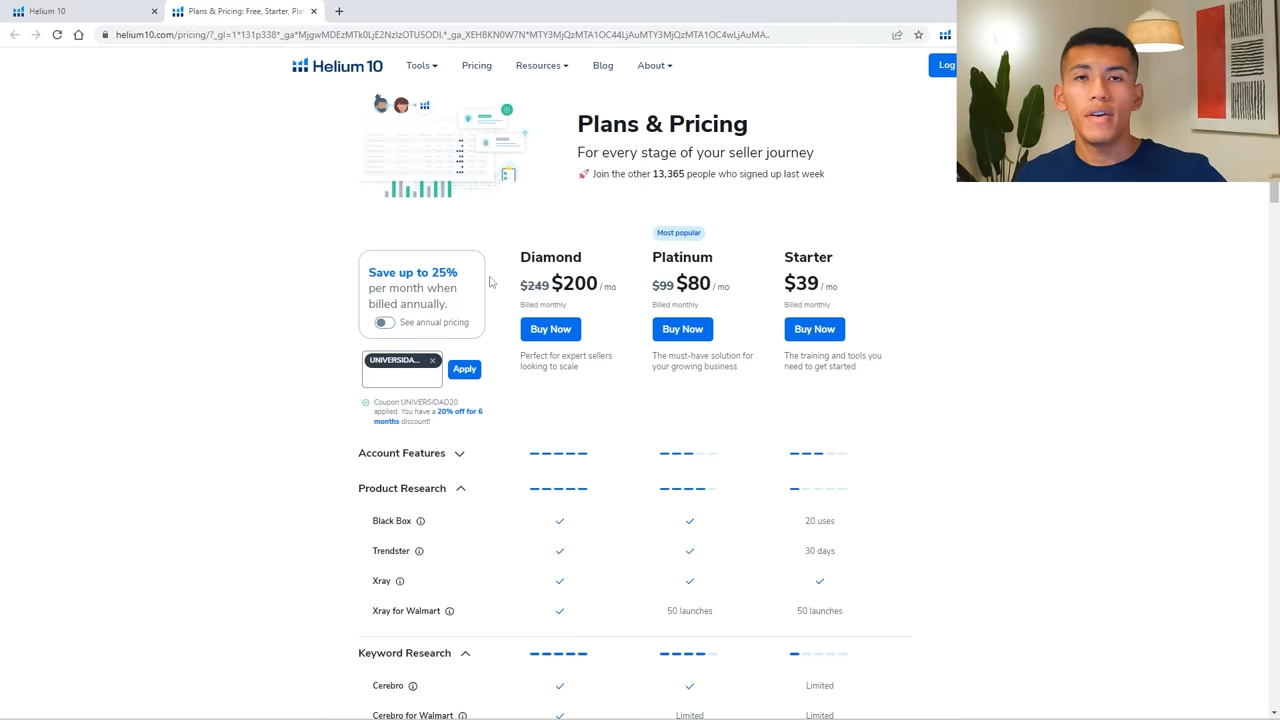 Helium 10
Plans & Pricing: Free, Starter, Pla
helium10.com/pricing/?_gl=1*131p338*_ga*MjgwMDEzMTk0LjE2NzIzOTU5ODI.*_ga_XEHBKN0W7N*MTY3MjQzMTA1OC44LjAuMTY3MjQzMTA1OC4wLjAuMA..
Helium 10
Tools
Pricing
Resources
Blog
About
Log
Plans & Pricing
For every stage of your seller journey
🚀 Join the other 13,365 people who signed up last week
Most popular
Save up to 25%
per month when
billed annually.
See annual pricing
UNIVERSIDA...
Apply
Coupon UNIVERSIDAD20
applied. You have a 20% off for 6
months discount!
Diamond
$249 $200 / mo
Billed monthly
Buy Now
Perfect for expert sellers
looking to scale
Platinum
$99 $80 / mo
Billed monthly
Buy Now
The must-have solution for
your growing business
Starter
$39 / mo
Billed monthly
Buy Now
The training and tools you
need to get started
Account Features
Product Research
Black Box 20 uses
Trendster 30 days
Xray
Xray for Walmart 50 launches 50 launches
Keyword Research
Cerebro Limited
Cerebro for Walmart Limited Limited